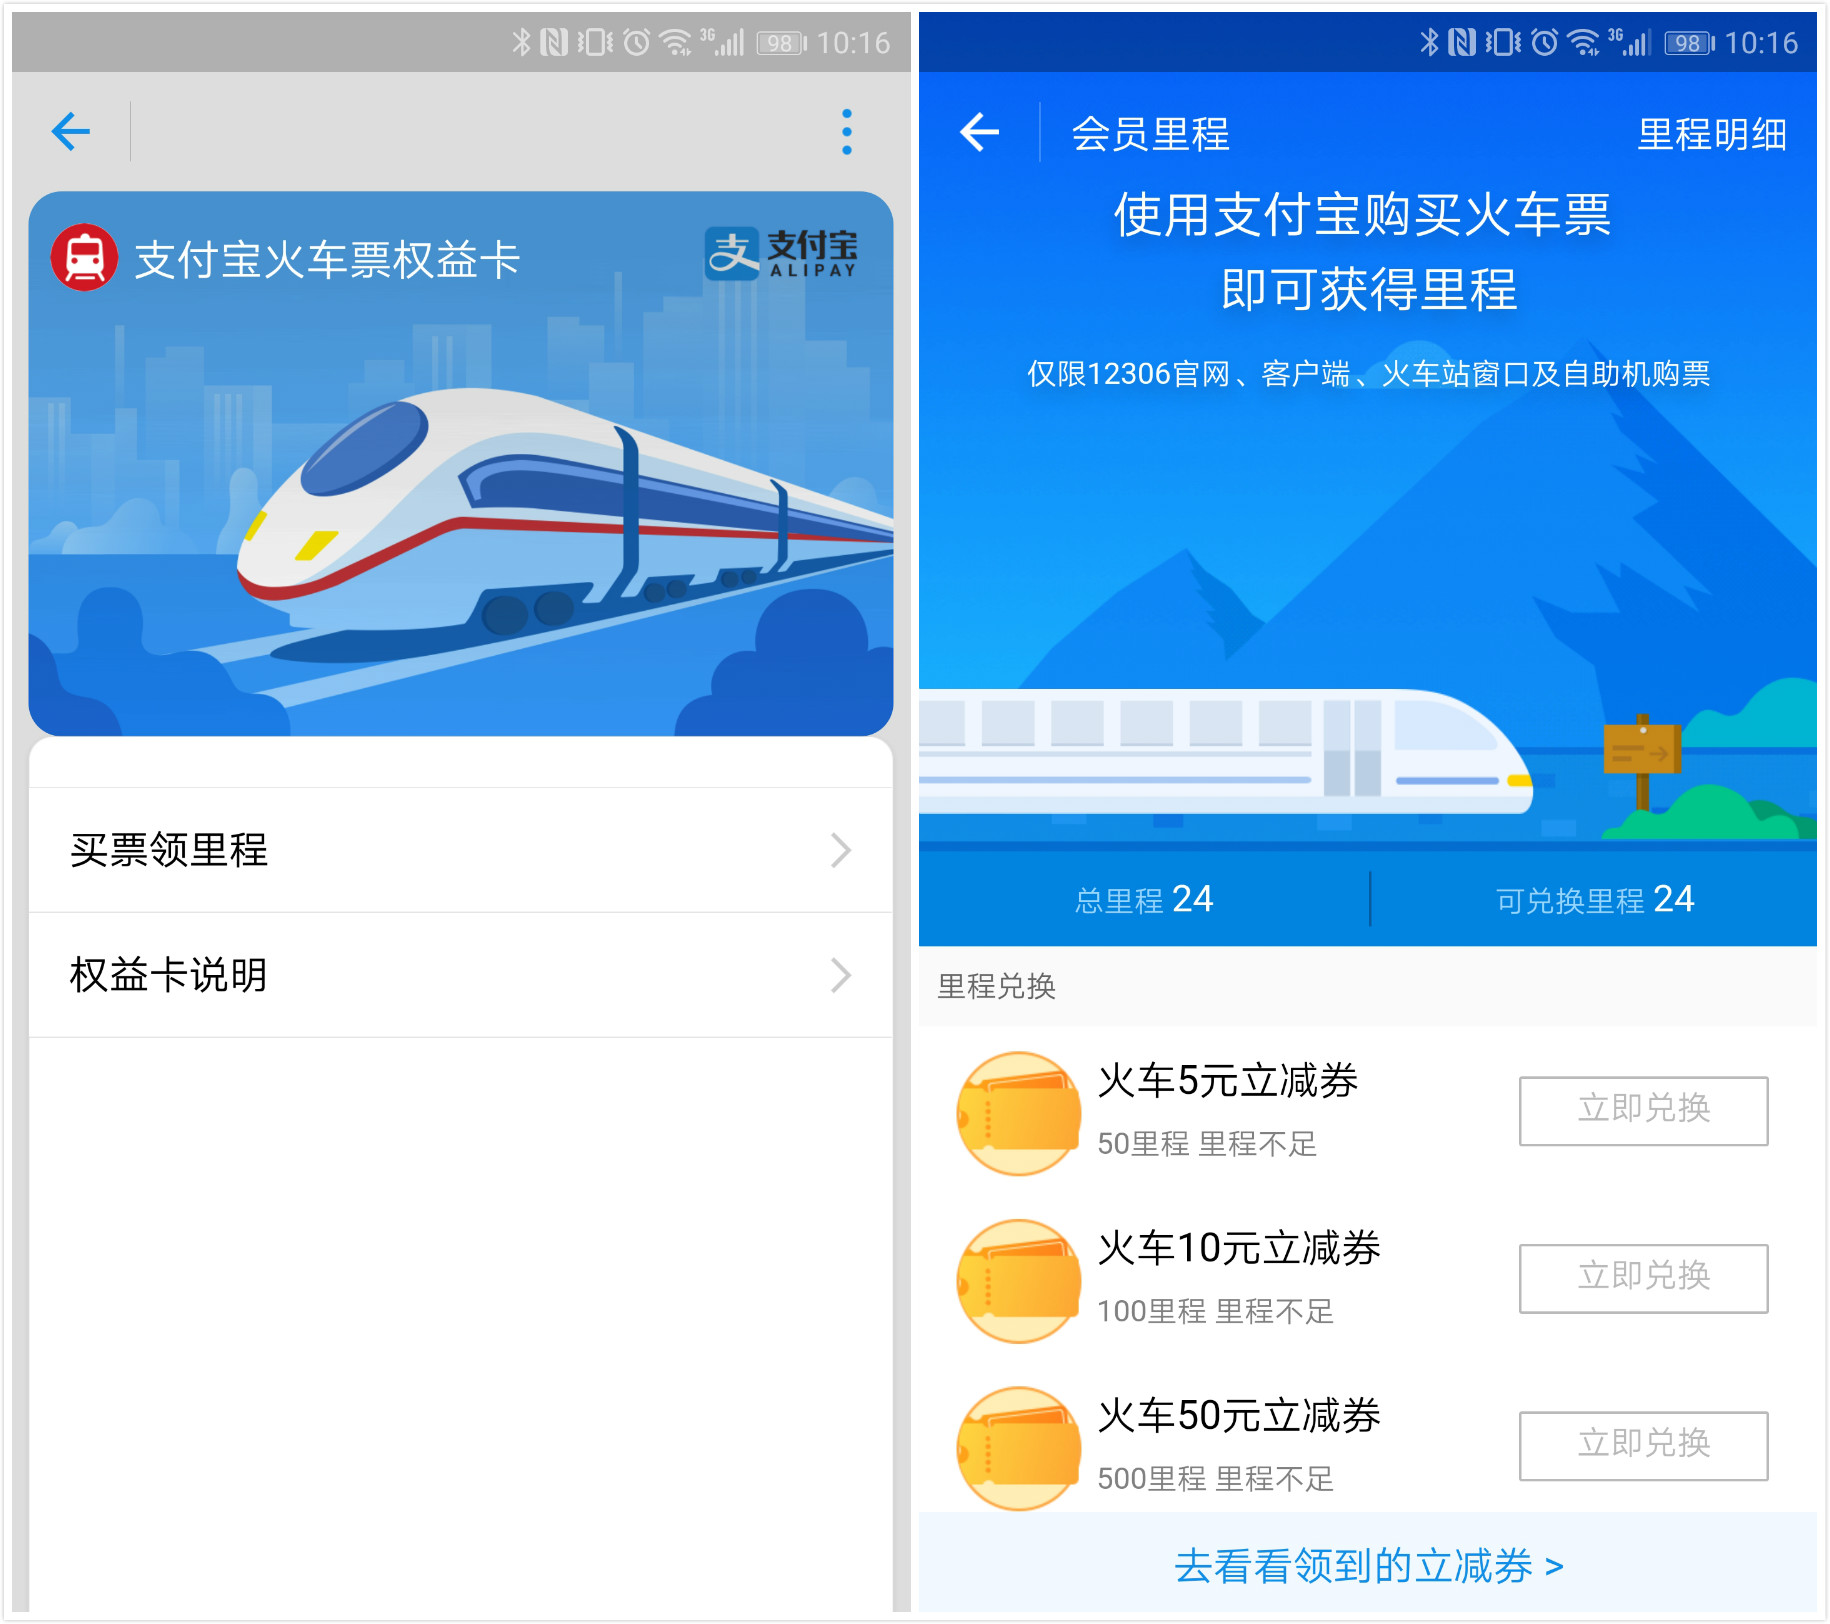 3G 98 10:16
支付宝火车票权益卡
支 支付宝
ALIPAY
买票领里程
权益卡说明
3G 98 10:16
会员里程
里程明细
使用支付宝购买火车票
即可获得里程
仅限12306官网、客户端、火车站窗口及自助机购票
总里程 24
可兑换里程 24
里程兑换
火车5元立减券
50里程 里程不足
立即兑换
火车10元立减券
100里程 里程不足
立即兑换
火车50元立减券
500里程 里程不足
立即兑换
去看看领到的立减券 >